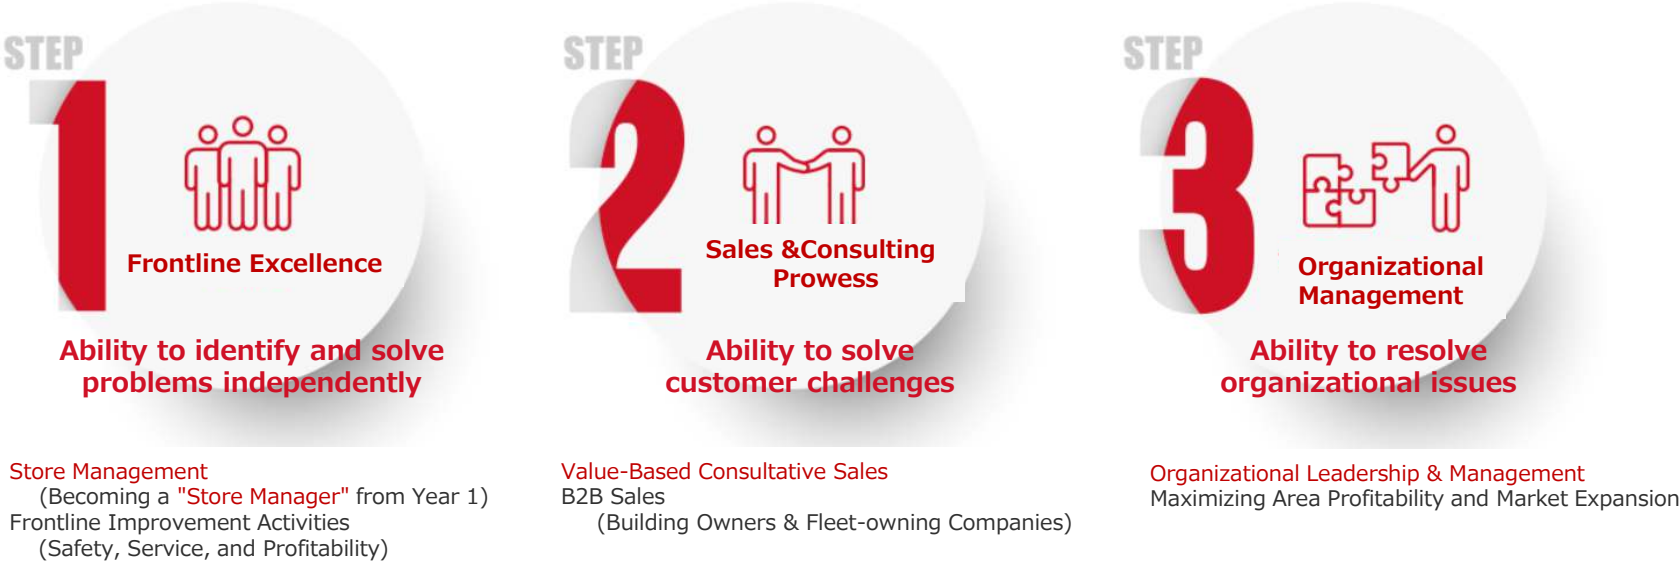 STEP
1
Frontline Excellence
Ability to identify and solve
problems independently
Store Management
(Becoming a "Store Manager" from Year 1)
Frontline Improvement Activities
(Safety, Service, and Profitability)
STEP
2
Sales &Consulting
Prowess
Ability to solve
customer challenges
Value-Based Consultative Sales
B2B Sales
(Building Owners & Fleet-owning Companies)
STEP
3
Organizational
Management
Ability to resolve
organizational issues
Organizational Leadership & Management
Maximizing Area Profitability and Market Expansion